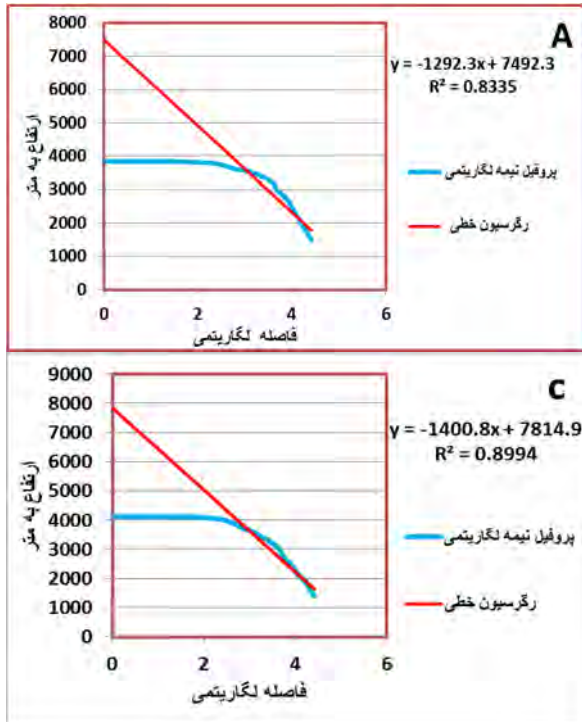 A
y = -1292.3x + 7492.3
R² = 0.8335
ارتفاع به متر
8000
7000
6000
5000
4000
3000
2000
1000
0
0 2 4 6
فاصله لگاریتمی
پروفیل نیمه لگاریتمی
رگرسیون خطی
C
y = -1400.8x + 7814.9
R² = 0.8994
ارتفاع به متر
9000
8000
7000
6000
5000
4000
3000
2000
1000
0
0 2 4 6
فاصله لگاریتمی
پروفیل نیمه لگاریتمی
رگرسیون خطی